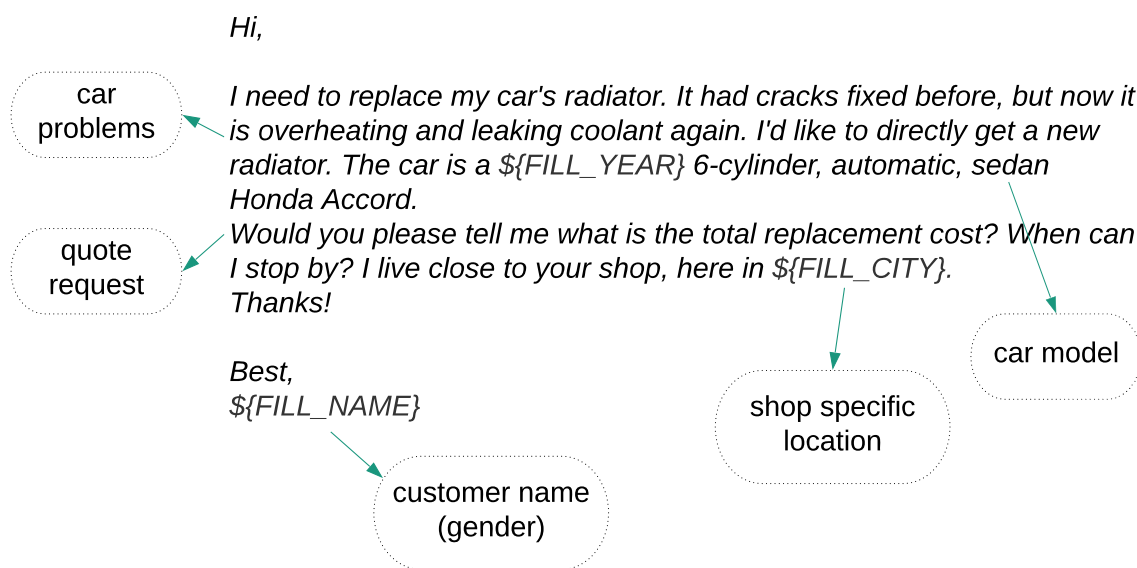 Hi,
I need to replace my car's radiator. It had cracks fixed before, but now it
is overheating and leaking coolant again. I'd like to directly get a new
radiator. The car is a ${FILL_YEAR} 6-cylinder, automatic, sedan
Honda Accord.
Would you please tell me what is the total replacement cost? When can
I stop by? I live close to your shop, here in ${FILL_CITY}.
Thanks!
Best,
${FILL_NAME}
car
problems
quote
request
car model
shop specific
location
customer name
(gender)